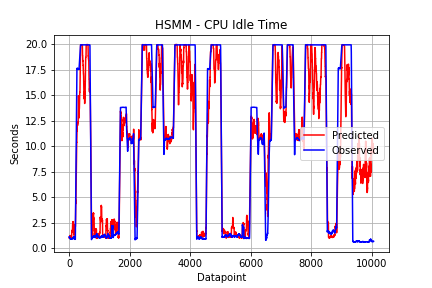 HSMM - CPU Idle Time
20.0
17.5
15.0
12.5
10.0
7.5
5.0
2.5
0.0
Seconds
Predicted
Observed
0 2000 4000 6000 8000 10000
Datapoint